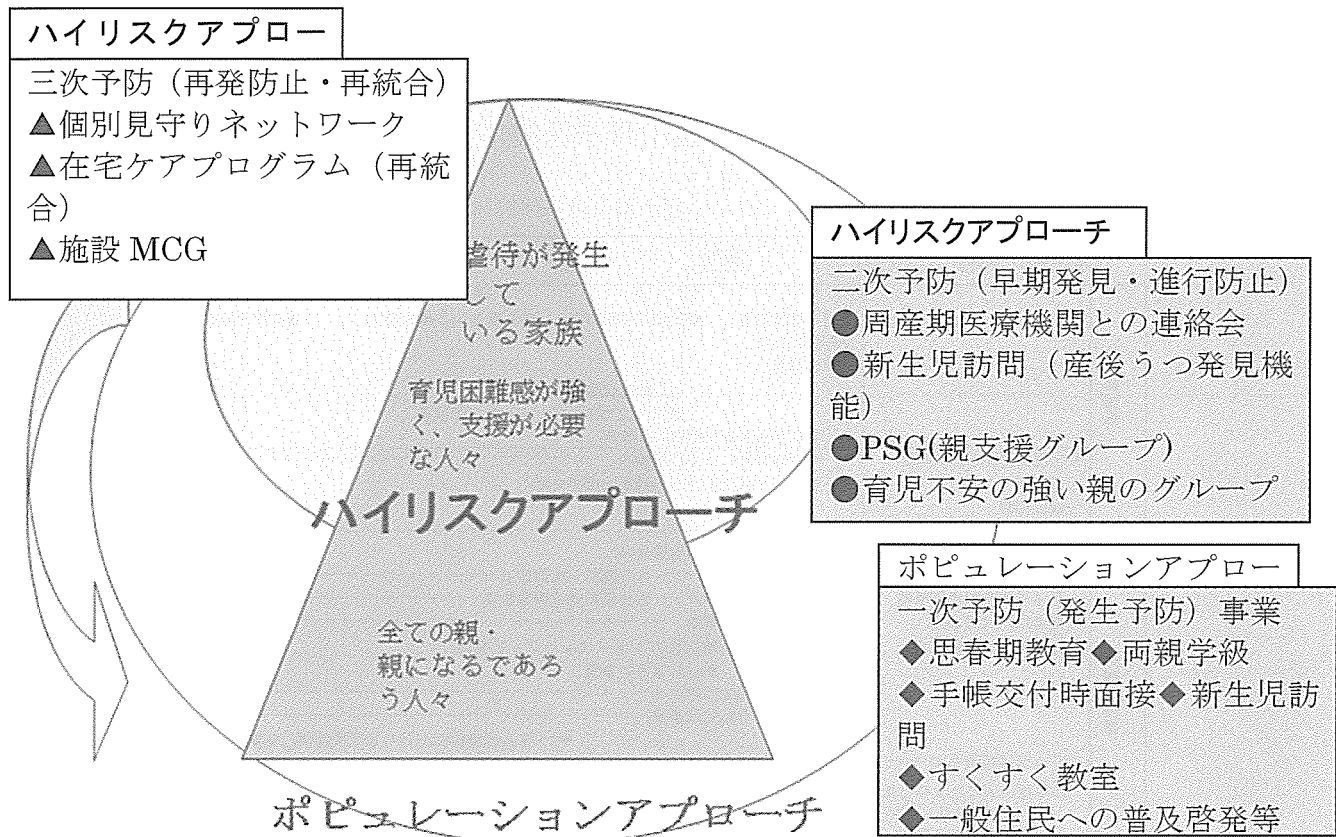 ハイリスクアプロー
三次予防（再発防止・再統合）
▲個別見守りネットワーク
▲在宅ケアプログラム（再統
合）
▲施設 MCG
虐待が発生
して
いる家族
育児困難感が強
く、支援が必要
な人々
ハイリスクアプローチ
全ての親・
親になるであろ
う人々
ポピュレーションアプローチ
ハイリスクアプローチ
二次予防（早期発見・進行防止）
●周産期医療機関との連絡会
●新生児訪問（産後うつ発見機
能）
●PSG(親支援グループ)
●育児不安の強い親のグループ
ポピュレーションアプロー
一次予防（発生予防）事業
◆思春期教育◆両親学級
◆手帳交付時面接◆新生児訪
問
◆すくすく教室
◆一般住民への普及啓発等